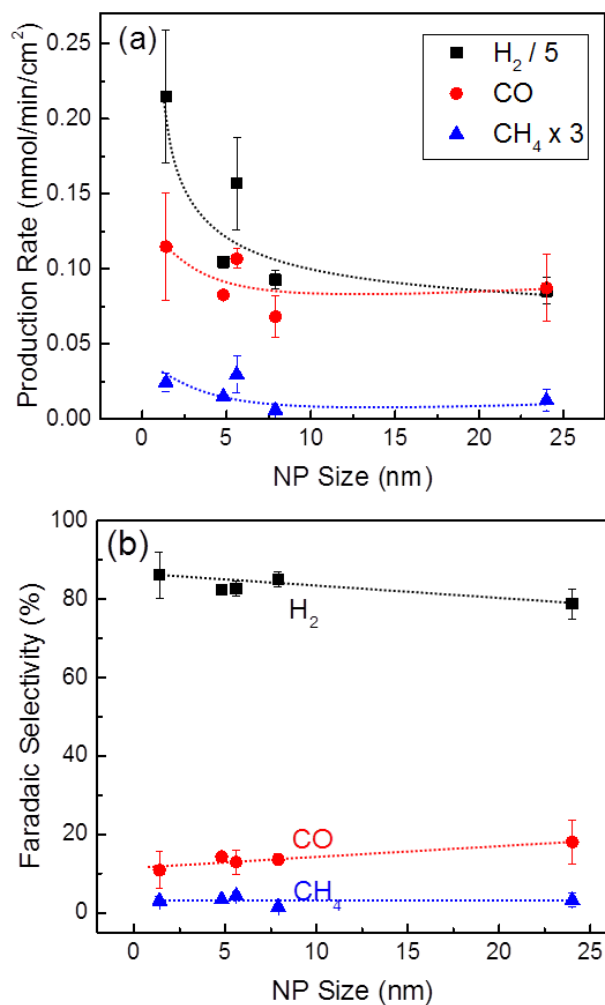 (a)
H₂ / 5
CO
CH₄ x 3
Production Rate (mmol/min/cm²)
0.25
0.20
0.15
0.10
0.05
0.00
0 5 10 15 20 25
NP Size (nm)
(b)
Faradaic Selectivity (%)
100
80
60
40
20
0
H₂
CO
CH₄
0 5 10 15 20 25
NP Size (nm)